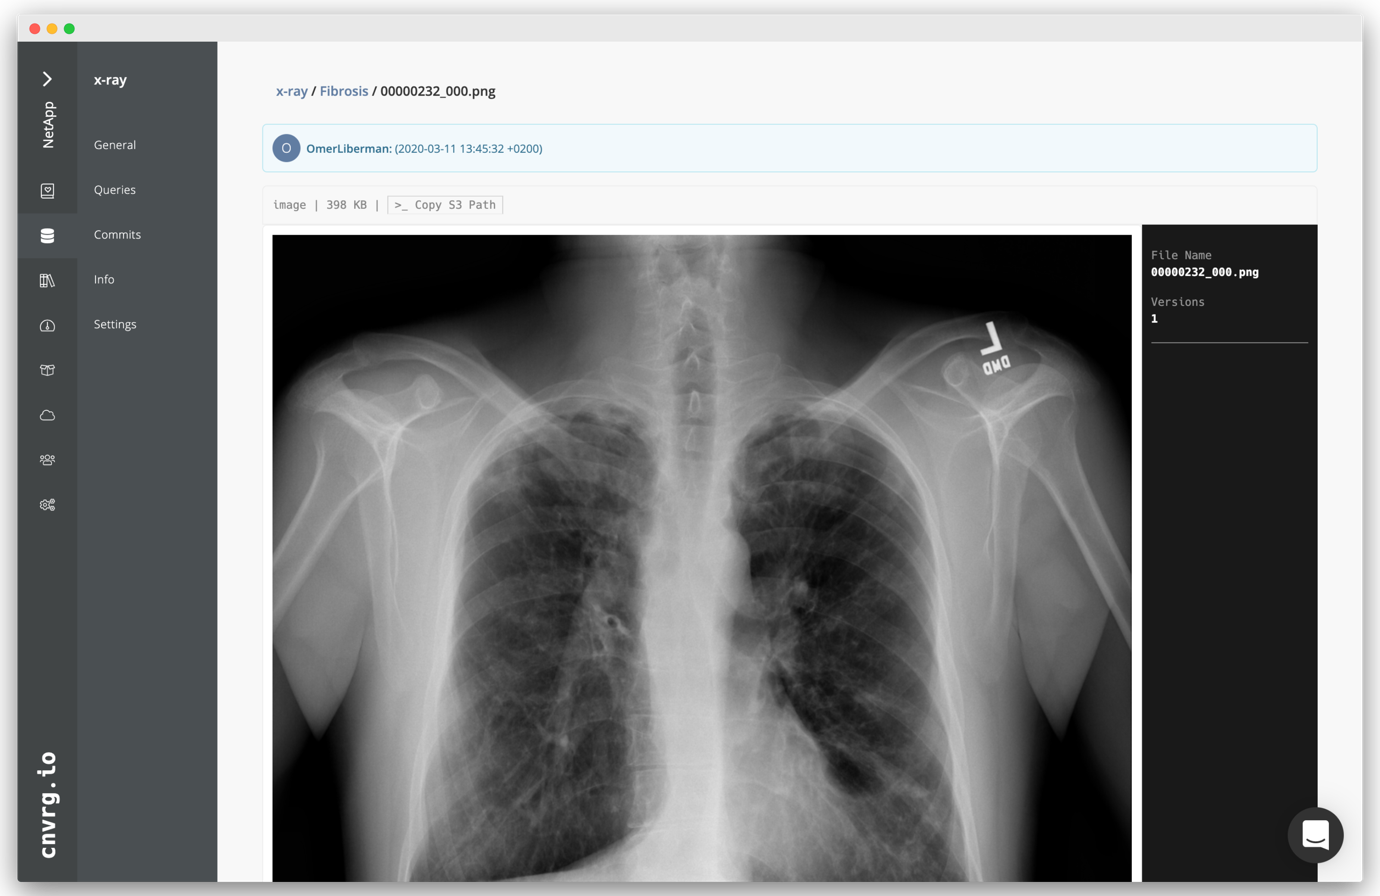 x-ray
NetApp
General
Queries
Commits
Info
Settings
cnvrg.io
x-ray / Fibrosis / 00000232_000.png
O OmerLiberman: (2020-03-11 13:45:32 +0200)
image | 398 KB | >_ Copy S3 Path
L
File Name
00000232_000.png
Versions
1